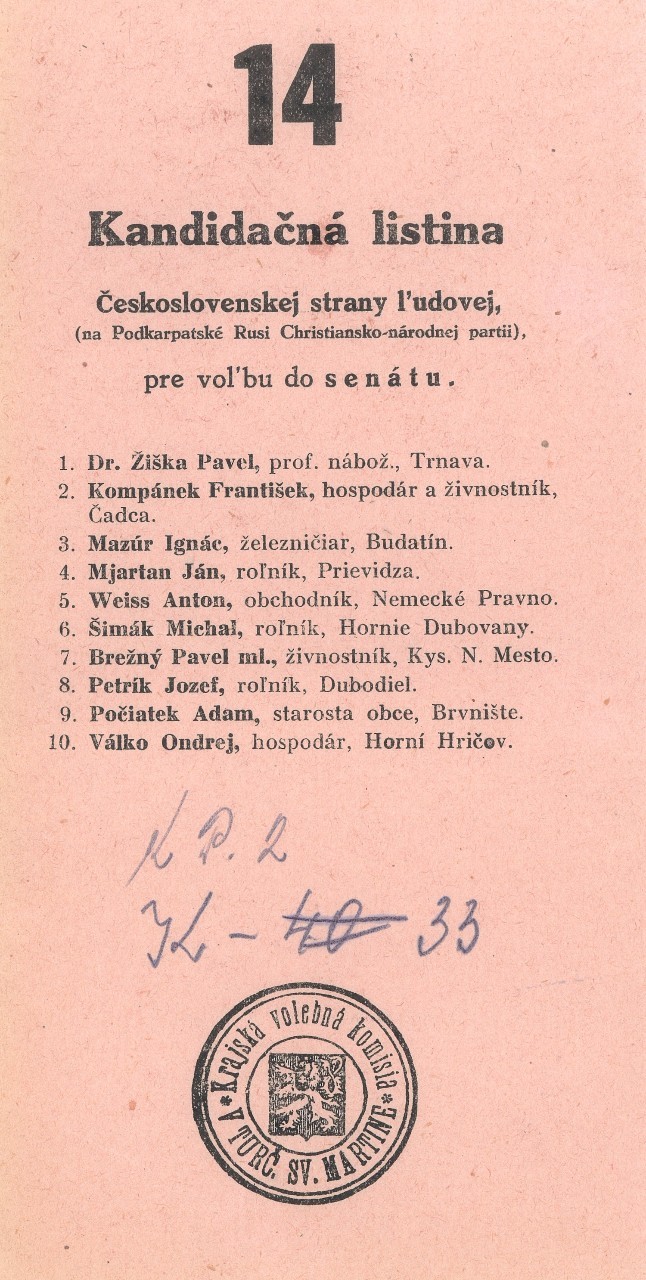 14
Kandidačná listina
Československej strany ľudovej,
(na Podkarpatské Rusi Christiansko-národnej partii),
pre voľbu do senátu.
1. Dr. Žiška Pavel, prof. nábož., Trnava.
2. Kompánek František, hospodár a živnostník,
Čadca.
3. Mazúr Ignác, železničiar, Budatín.
4. Mjartan Ján, roľník, Prievidza.
5. Weiss Anton, obchodník, Nemecké Pravno.
6. Šimák Michal, roľník, Hornie Dubovany.
7. Brežný Pavel ml., živnostník, Kys. N. Mesto.
8. Petrík Jozef, roľník, Dubodiel.
9. Počiatek Adam, starosta obce, Brvnište.
10. Válko Ondrej, hospodár, Horní Hričov.
K P. 2
- 40 33
*Krajská volebná komisia*
V TURČ. SV. MARTINE